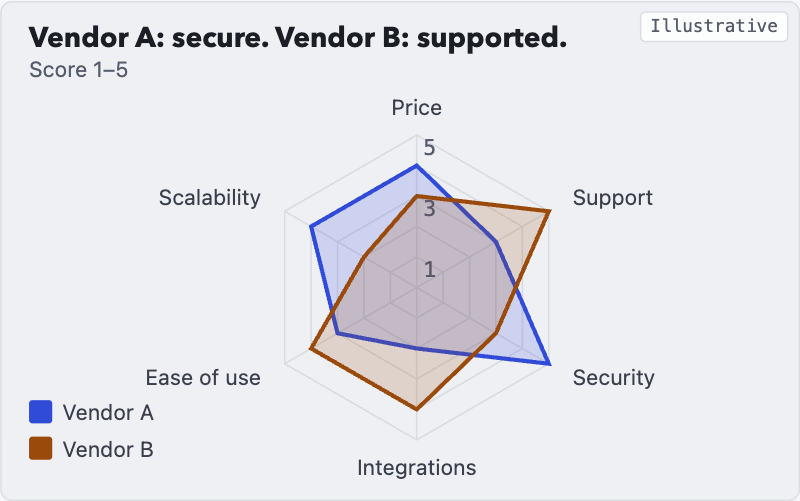 Vendor A: secure. Vendor B: supported.
Illustrative
Score 1–5
Price
5
Scalability
Support
3
1
Ease of use
Security
Vendor A
Vendor B
Integrations